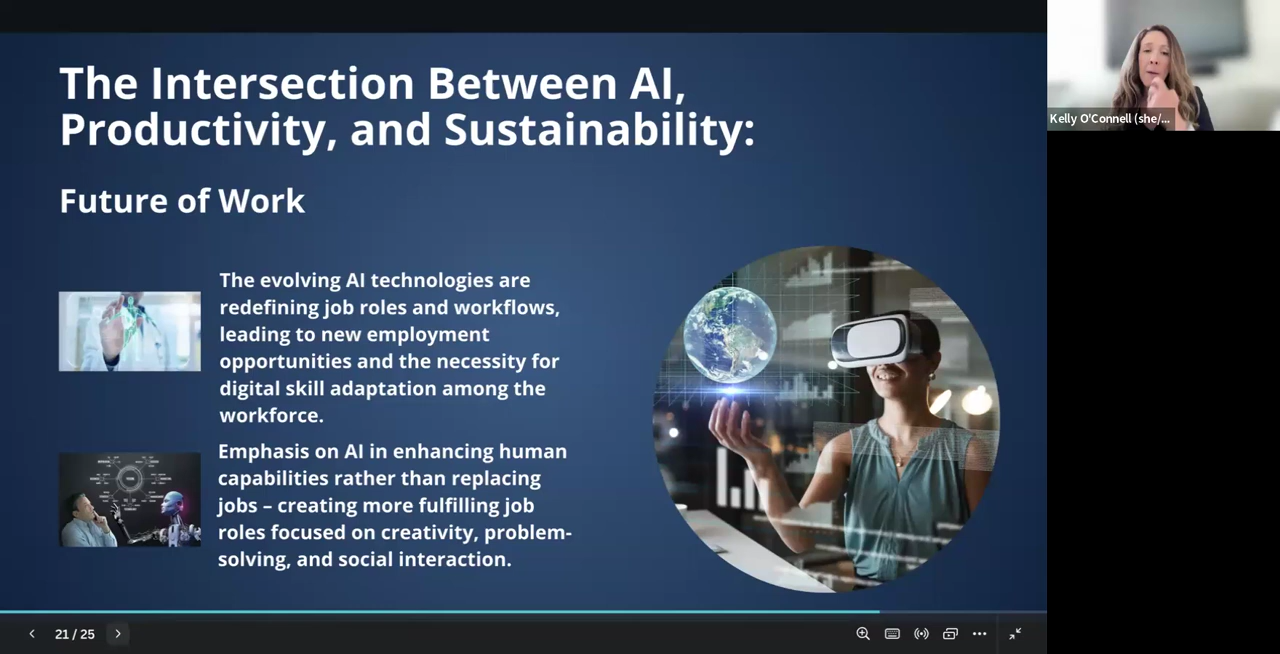 The Intersection Between AI,
Productivity, and Sustainability:
Future of Work
The evolving AI technologies are
redefining job roles and workflows,
leading to new employment
opportunities and the necessity for
digital skill adaptation among the
workforce.
Emphasis on AI in enhancing human
capabilities rather than replacing
jobs – creating more fulfilling job
roles focused on creativity, problem-
solving, and social interaction.
21 / 25
Kelly O'Connell (she/...